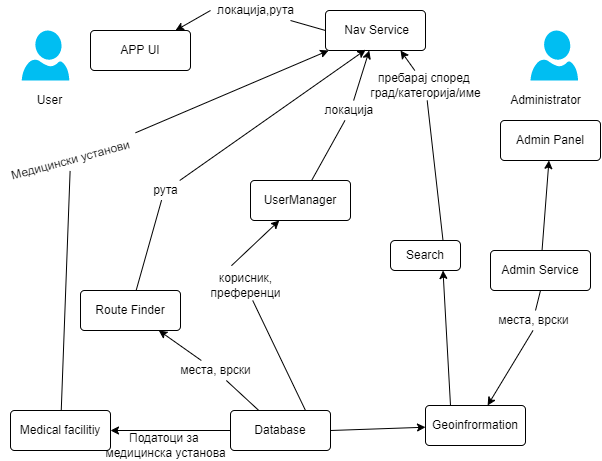 локација,рута
Nav Service
APP UI
User
пребарај според
град/категорија/име
Administrator
локација
Admin Panel
Медицински установи
рута
UserManager
Search
Admin Service
корисник,
преференци
Route Finder
места, врски
места, врски
Medical facilitiy
Податоци за
медицинска установа
Database
Geoinfrormation